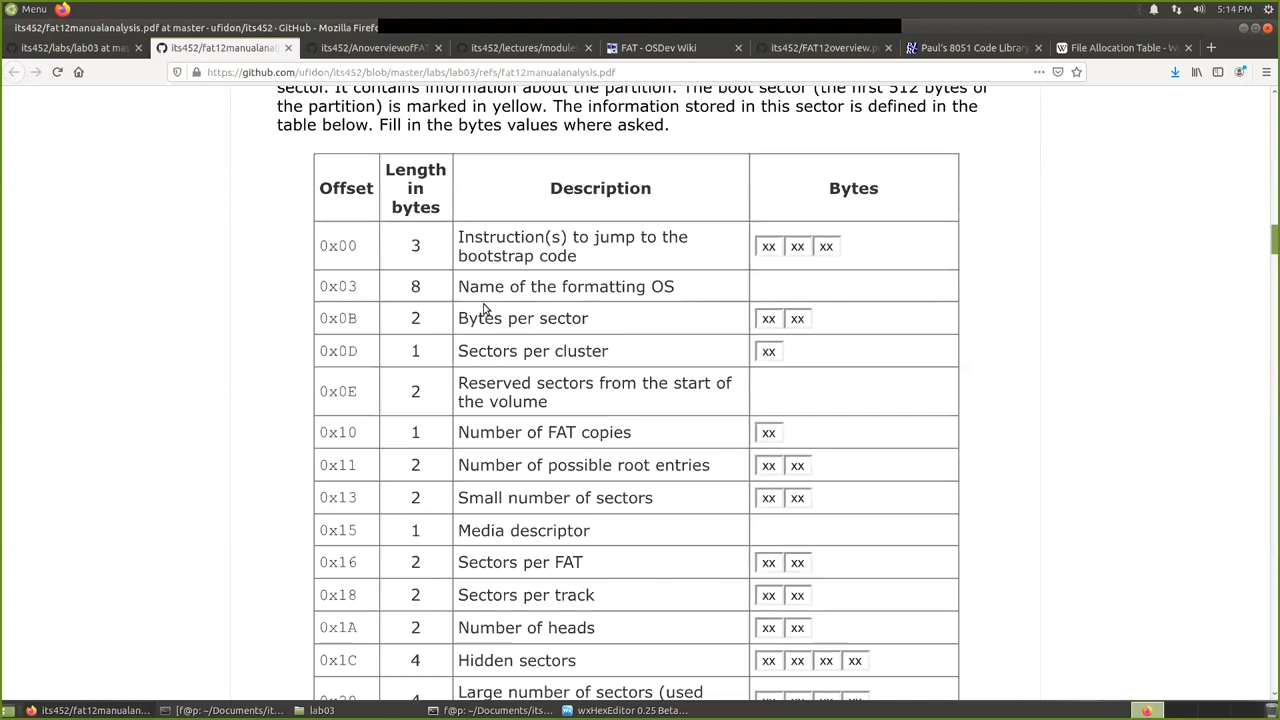 Menu
5:14 PM
its452/fat12manualanalysis.pdf at master · ufidon/its452 · GitHub - Mozilla Firefo
its452/labs/lab03 at mas
its452/fat12manualanal
its452/AnoverviewofFAT
its452/lectures/module
FAT - OSDev Wiki
its452/FAT12overview.p
Paul's 8051 Code Library
File Allocation Table - W
https://github.com/ufidon/its452/blob/master/labs/lab03/refs/fat12manualanalysis.pdf
sector. It contains information about the partition. The boot sector (the first 512 bytes of
the partition) is marked in yellow. The information stored in this sector is defined in the
table below. Fill in the bytes values where asked.
Offset Length in bytes Description Bytes
0x00 3 Instruction(s) to jump to the bootstrap code xx xx xx
0x03 8 Name of the formatting OS
0x0B 2 Bytes per sector xx xx
0x0D 1 Sectors per cluster xx
0x0E 2 Reserved sectors from the start of the volume
0x10 1 Number of FAT copies xx
0x11 2 Number of possible root entries xx xx
0x13 2 Small number of sectors xx xx
0x15 1 Media descriptor
0x16 2 Sectors per FAT xx xx
0x18 2 Sectors per track xx xx
0x1A 2 Number of heads xx xx
0x1C 4 Hidden sectors xx xx xx xx
Large number of sectors (used
its452/fat12manualan...
[f@p: ~/Documents/it...
lab03
f@p: ~/Documents/its...
wxHexEditor 0.25 Beta...